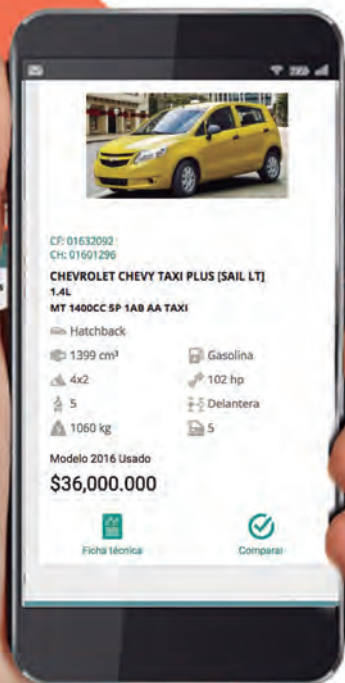 CF: 01632092
CH: 01601296
CHEVROLET CHEVY TAXI PLUS [SAIL LT]
1.4L
MT 1400CC 5P 1AB AA TAXI
Hatchback
1399 cm³ Gasolina
4x2 102 hp
5 Delantera
1060 kg 5
Modelo 2016 Usado
$36,000.000
Ficha técnica Comparar